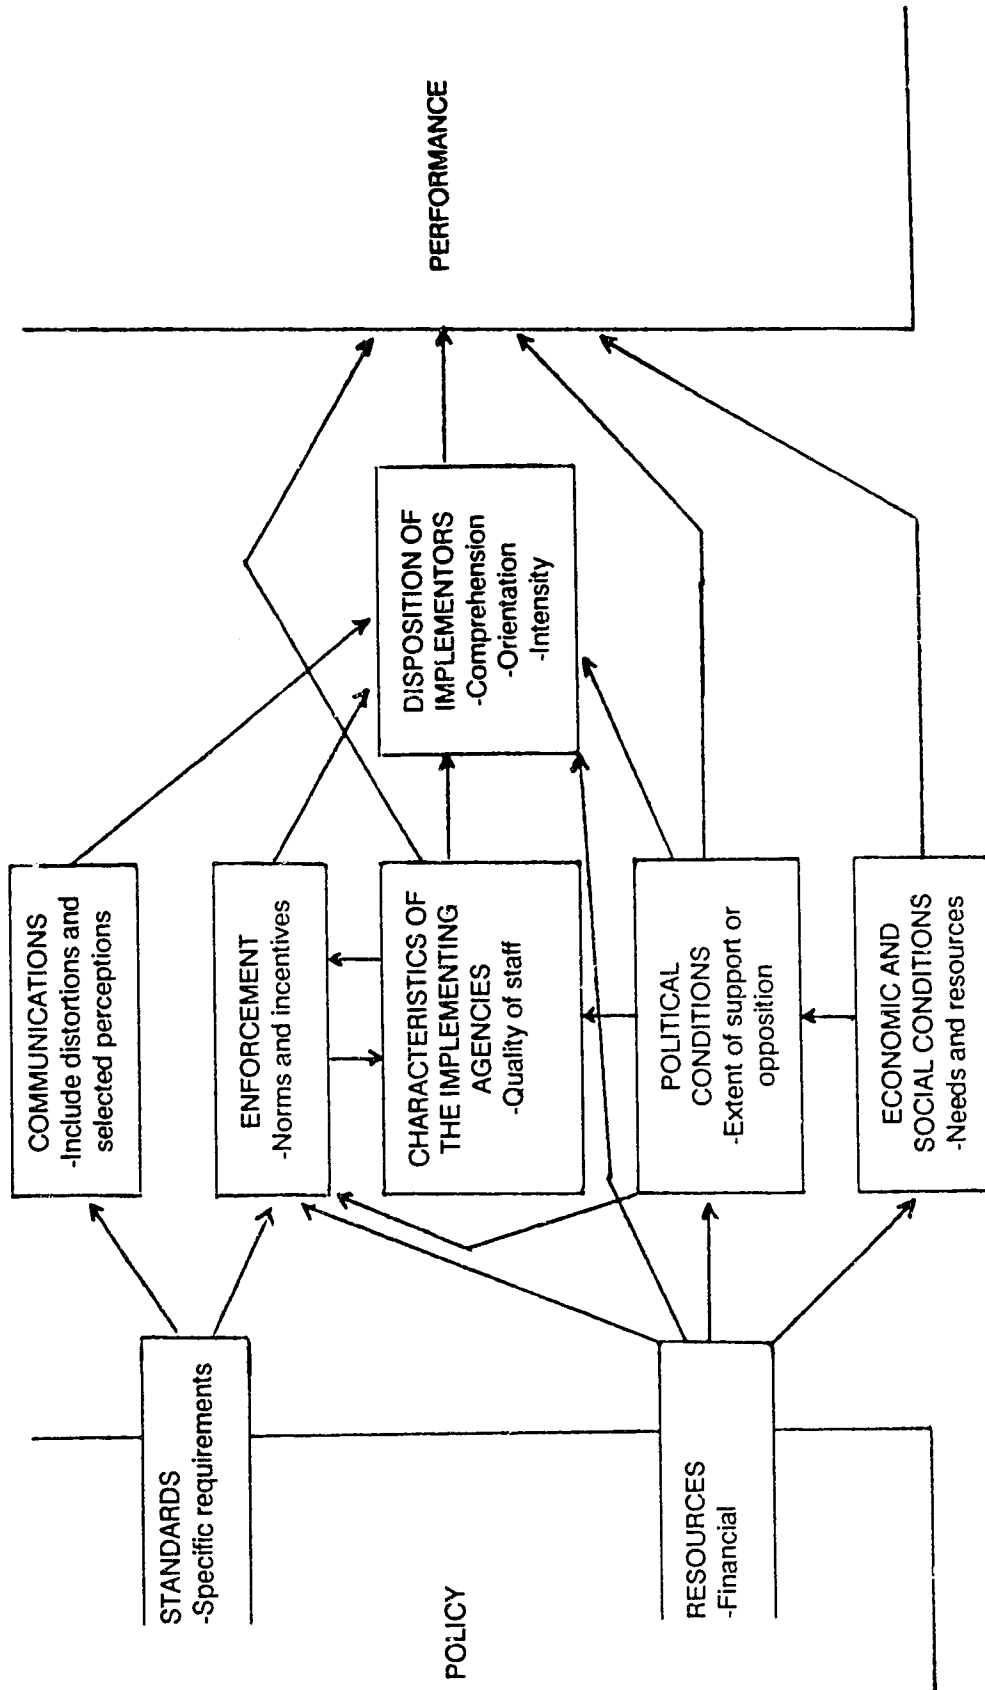 POLICY
STANDARDS
-Specific requirements
RESOURCES
-Financial
COMMUNICATIONS
-Include distortions and
selected perceptions
ENFORCEMENT
-Norms and incentives
CHARACTERISTICS OF
THE IMPLEMENTING
AGENCIES
-Quality of staff
POLITICAL
CONDITIONS
-Extent of support or
opposition
ECONOMIC AND
SOCIAL CONDITIONS
-Needs and resources
DISPOSITION OF
IMPLEMENTORS
-Comprehension
-Orientation
-Intensity
PERFORMANCE